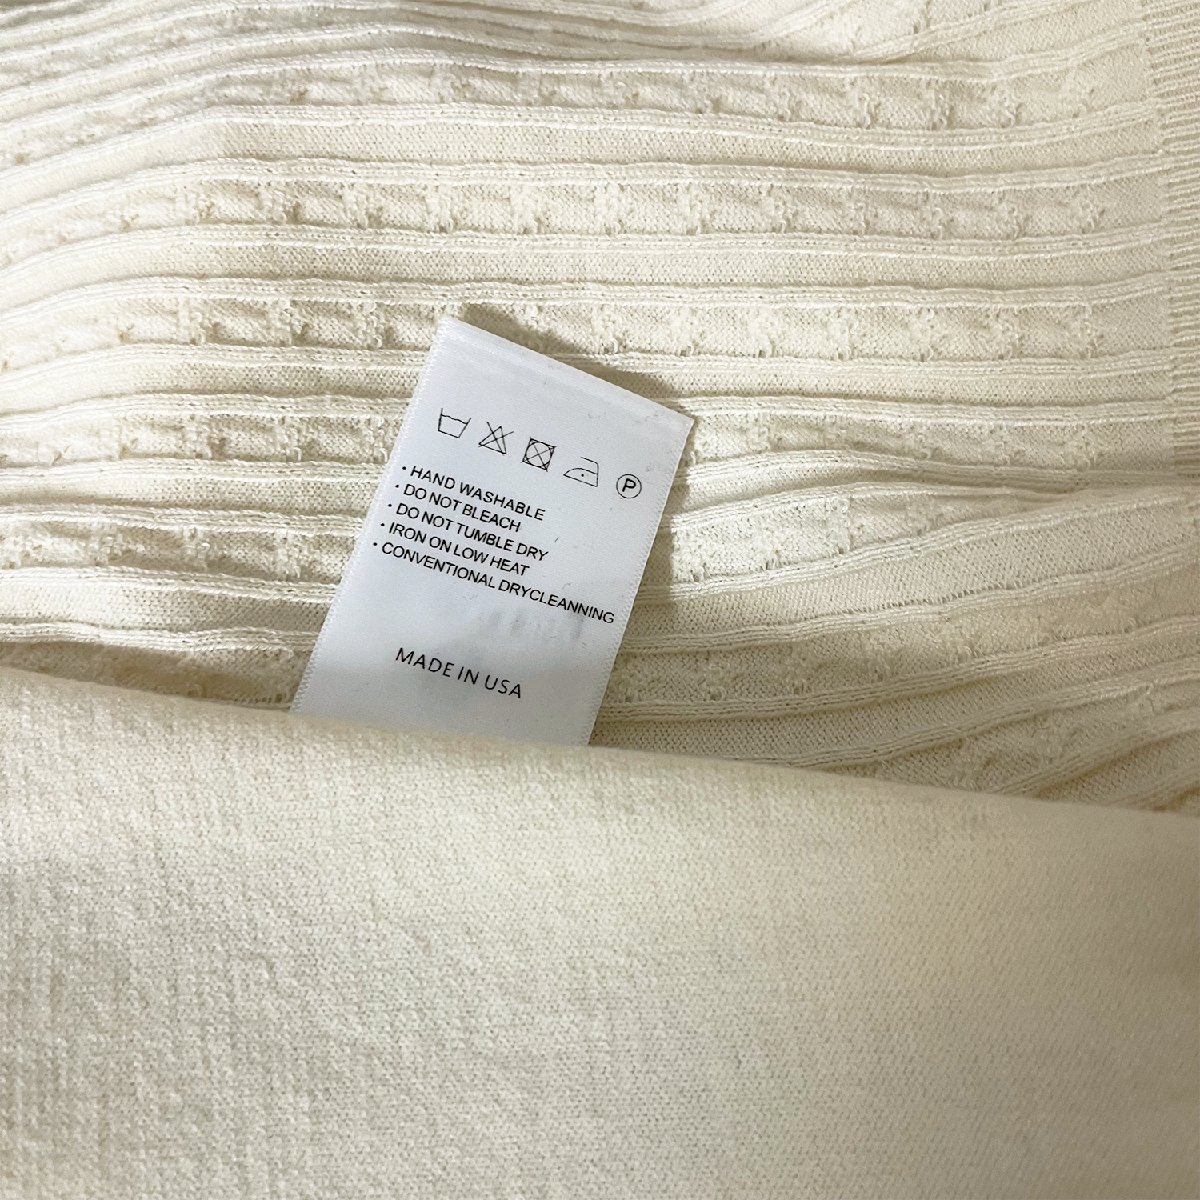 P
• HAND WASHABLE
• DO NOT BLEACH
• DO NOT TUMBLE DRY
• IRON ON LOW HEAT
• CONVENTIONAL DRYCLEANNING
MADE IN USA